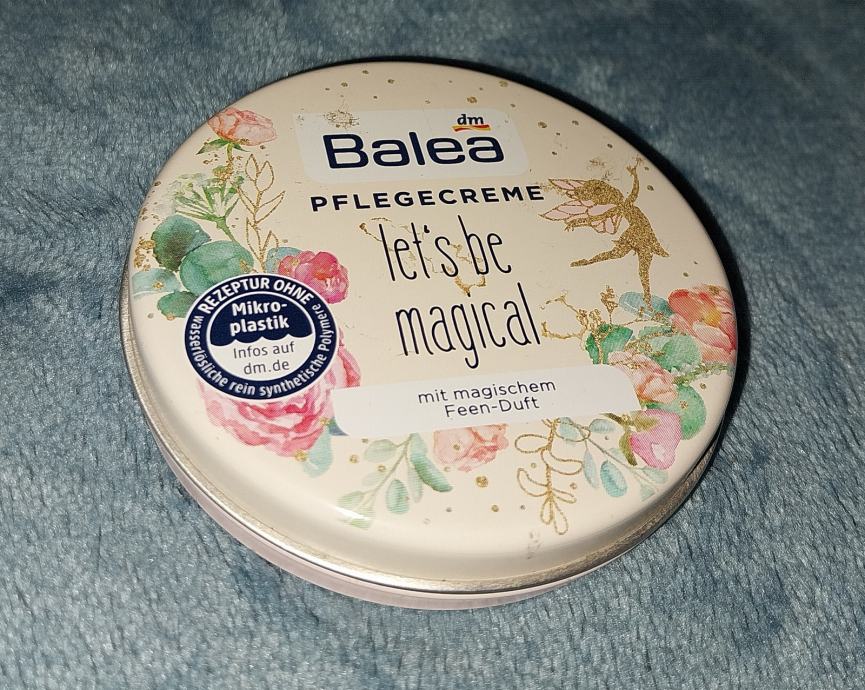 dm
Balea
PFLEGECREME
let's be
magical
mit magischem
Feen-Duft
REZEPTUR OHNE
Mikro-
plastik
Infos auf
dm.de
wasserlösliche rein synthetische Polymere